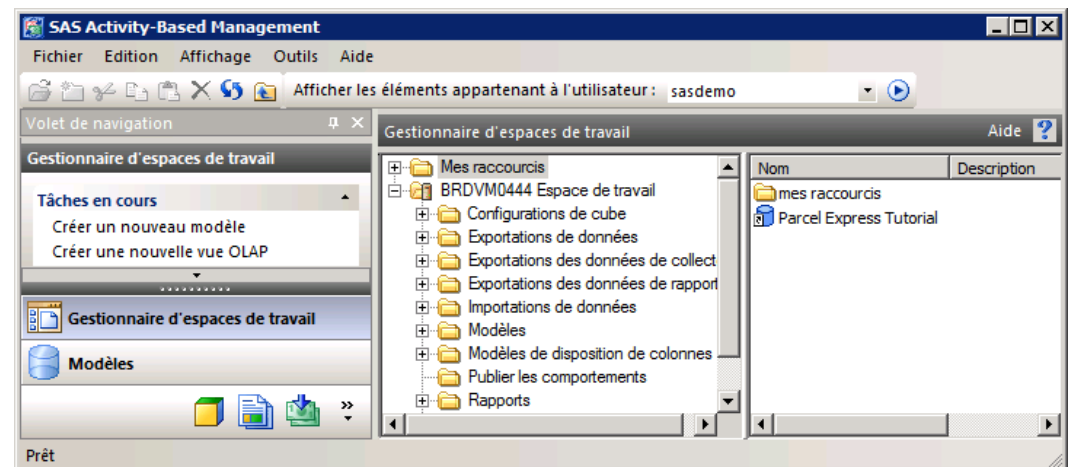 SAS Activity-Based Management
Fichier Edition Affichage Outils Aide
Afficher les éléments appartenant à l'utilisateur : sasdemo
Volet de navigation
Gestionnaire d'espaces de travail
Tâches en cours
Créer un nouveau modèle
Créer une nouvelle vue OLAP
Gestionnaire d'espaces de travail
Modèles
Gestionnaire d'espaces de travail Aide
Mes raccourcis
BRDVM0444 Espace de travail
Configurations de cube
Exportations de données
Exportations des données de collect
Exportations des données de rapport
Importations de données
Modèles
Modèles de disposition de colonnes
Publier les comportements
Rapports
Nom Description
mes raccourcis
Parcel Express Tutorial
Prêt